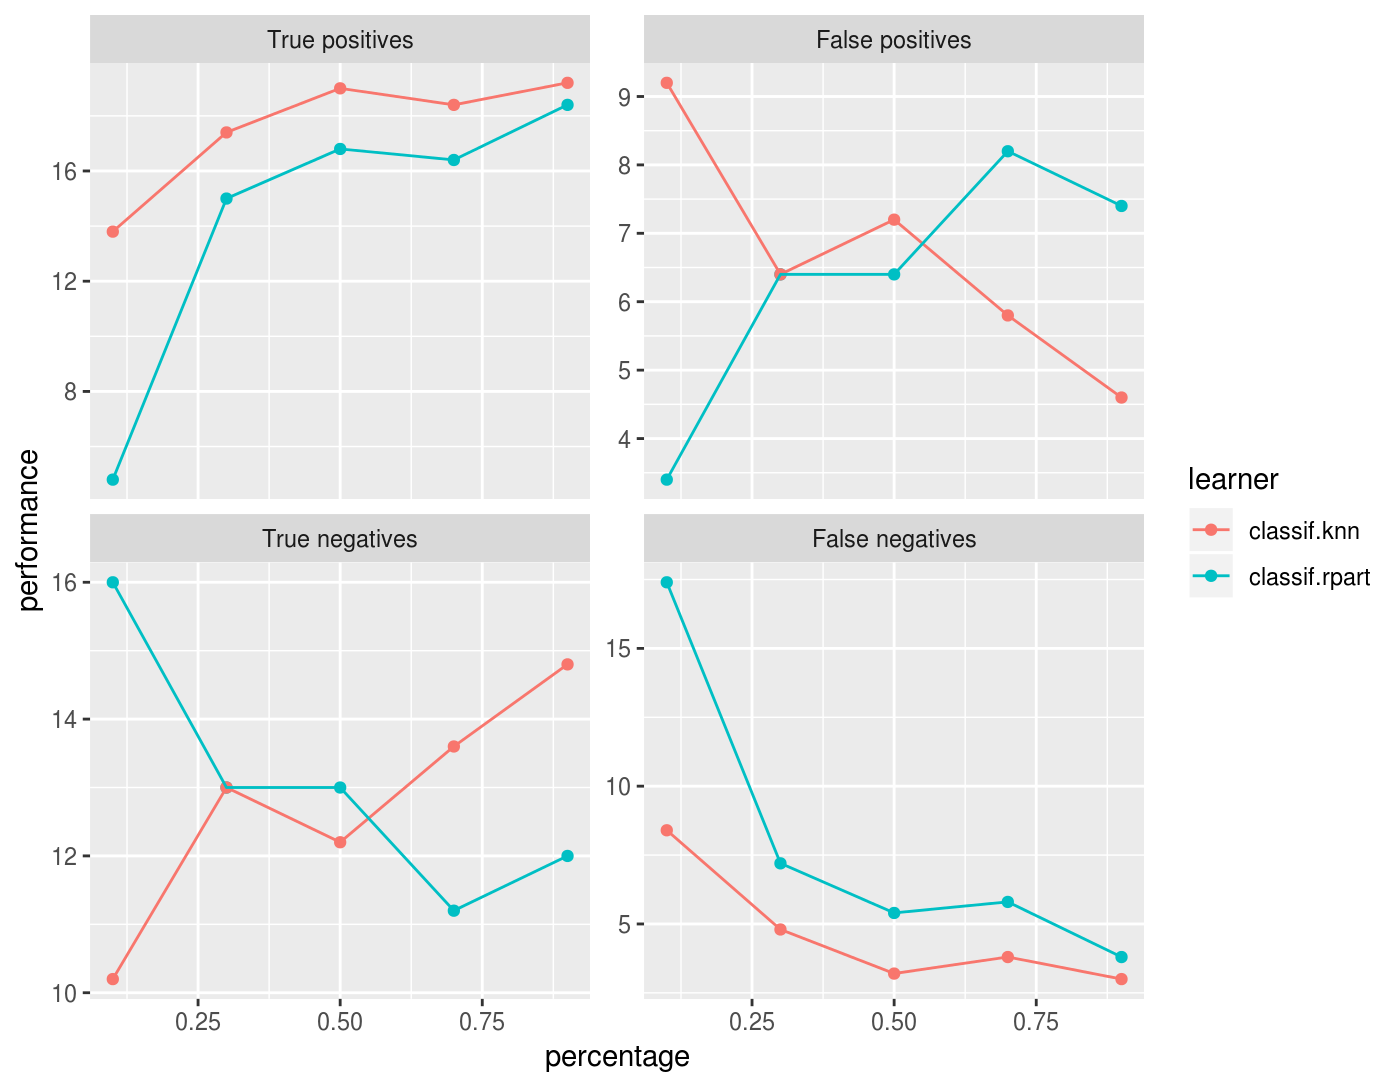 True positives
False positives
16
12
8
9
8
7
6
5
4
performance
True negatives
False negatives
16
14
12
10
15
10
5
0.25 0.50 0.75
0.25 0.50 0.75
percentage
learner
classif.knn
classif.rpart